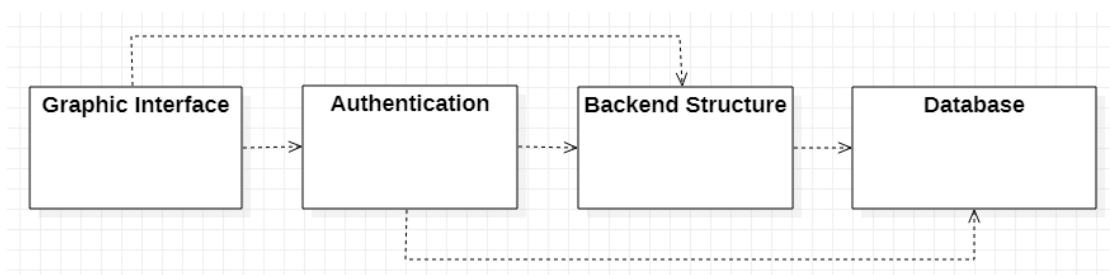 Graphic Interface
Authentication
Backend Structure
Database